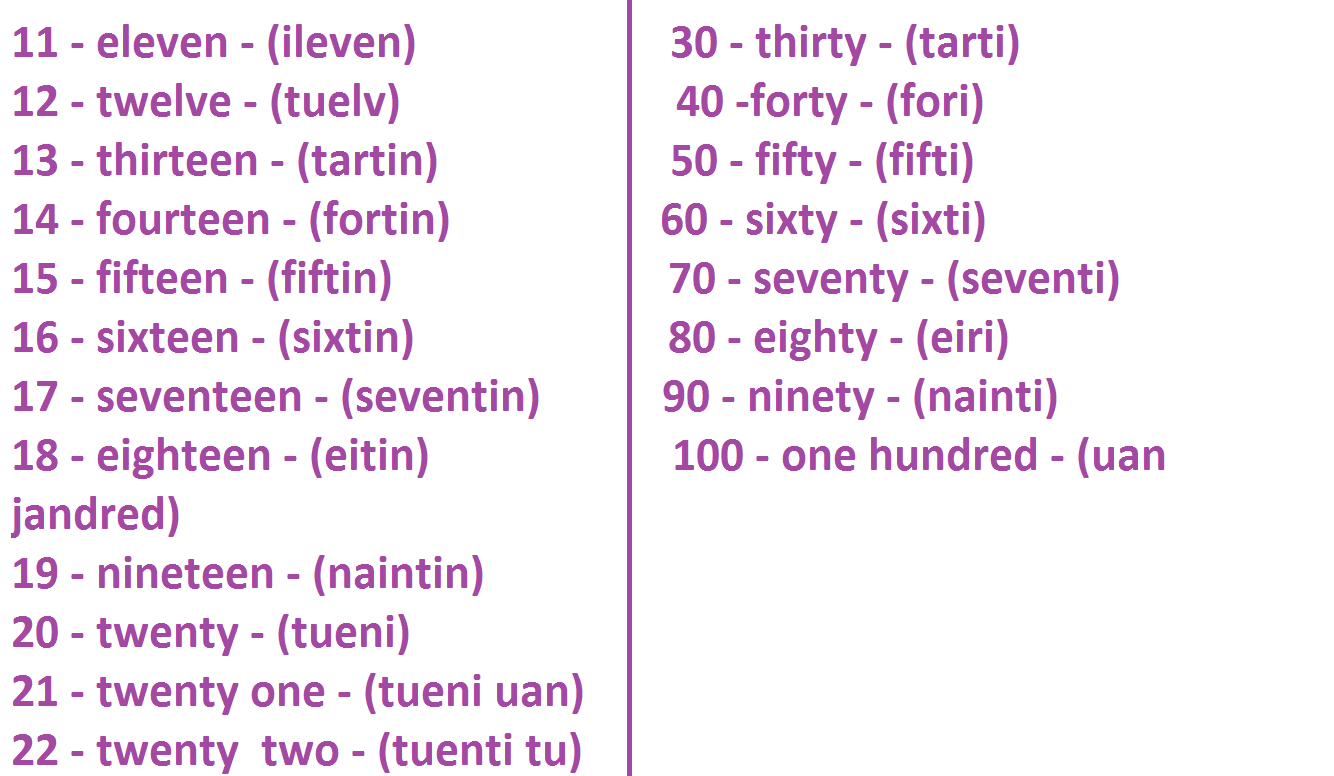 11 - eleven - (ileven)
12 - twelve - (tuelv)
13 - thirteen - (tartin)
14 - fourteen - (fortin)
15 - fifteen - (fiftin)
16 - sixteen - (sixtin)
17 - seventeen - (seventin)
18 - eighteen - (eitin)
jandred)
19 - nineteen - (naintin)
20 - twenty - (tueni)
21 - twenty one - (tueni uan)
22 - twenty  two - (tuenti tu)
30 - thirty - (tarti)
40 -forty - (fori)
50 - fifty - (fifti)
60 - sixty - (sixti)
70 - seventy - (seventi)
80 - eighty - (eiri)
90 - ninety - (nainti)
100 - one hundred - (uan